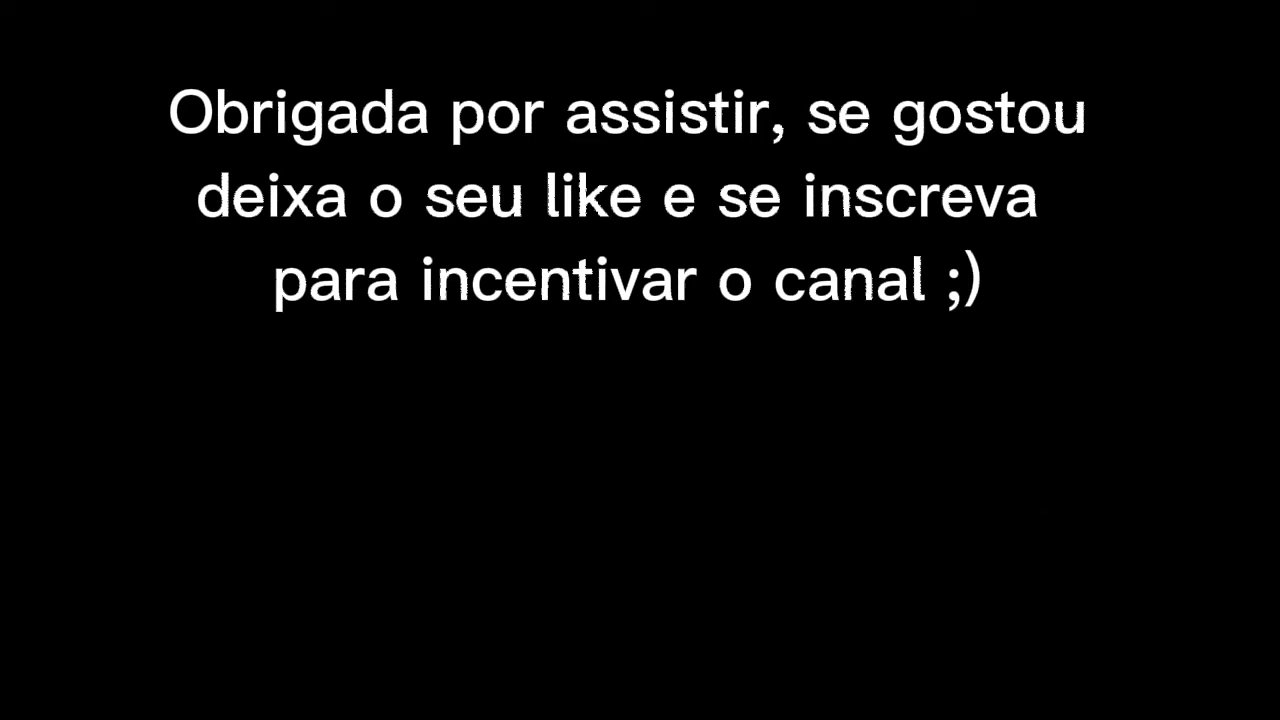 Obrigada por assistir, se gostou
deixa o seu like e se inscreva
para incentivar o canal ;)